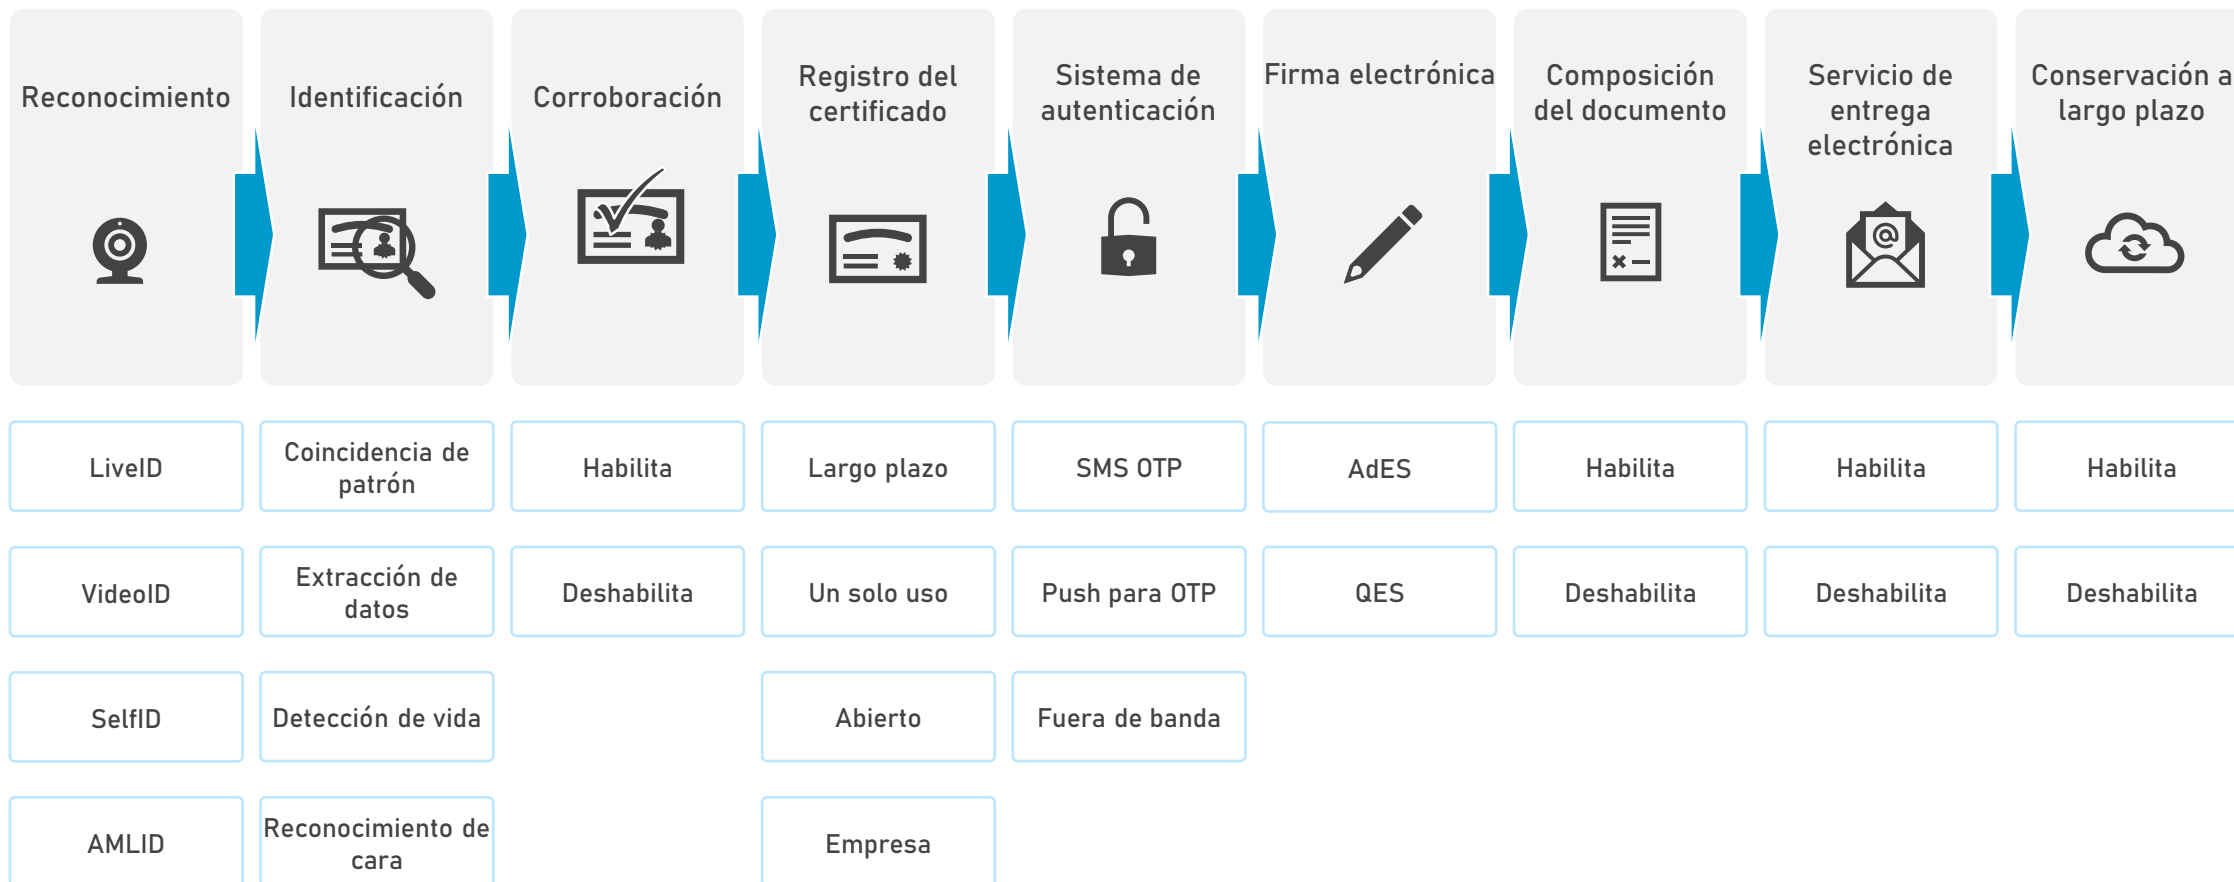 Reconocimiento
Identificación
Corroboración
Registro del
certificado
Sistema de
autenticación
Firma electrónica
Composición
del documento
Servicio de
entrega
electrónica
Conservación a
largo plazo
@
LiveID
Coincidencia de
patrón
Habilita
Largo plazo
SMS OTP
AdES
Habilita
Habilita
Habilita
VideoID
Extracción de
datos
Deshabilita
Un solo uso
Push para OTP
QES
Deshabilita
Deshabilita
Deshabilita
SelfID
Detección de vida
Abierto
Fuera de banda
AMLID
Reconocimiento de
cara
Empresa